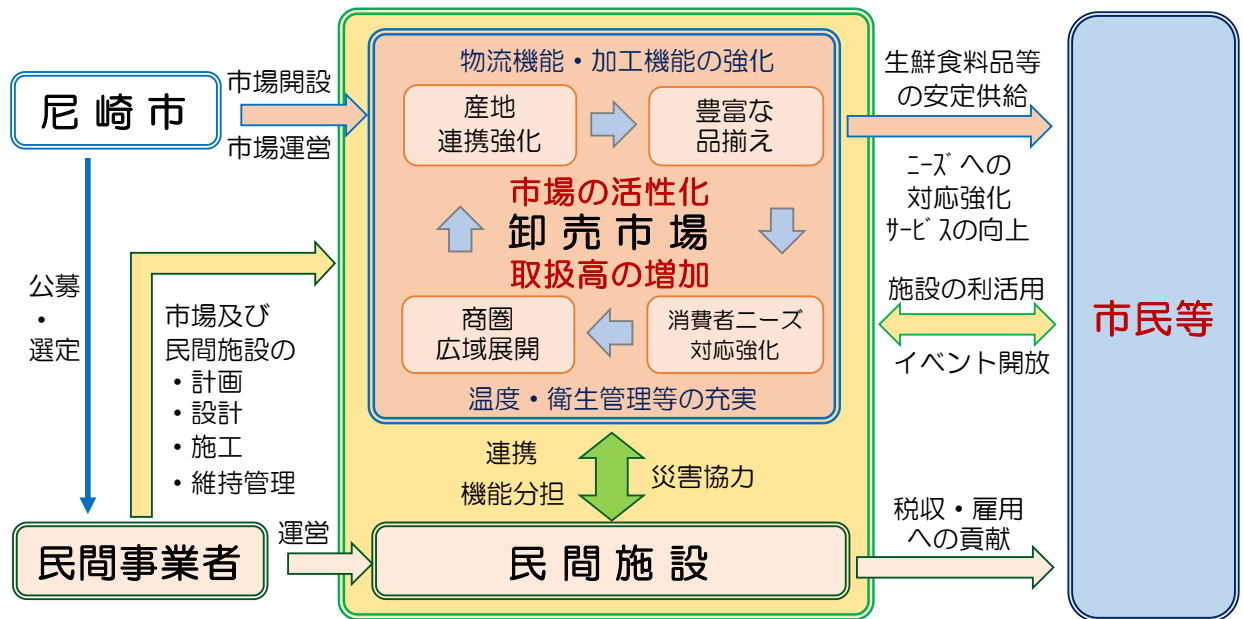 尼崎市
市場開設
市場運営
公募
・
選定
市場及び
民間施設の
・計画
・設計
・施工
・維持管理
民間事業者
運営
物流機能・加工機能の強化
産地
連携強化
豊富な
品揃え
市場の活性化
卸売市場
取扱高の増加
商圏
広域展開
消費者ニーズ
対応強化
温度・衛生管理等の充実
連携
機能分担
災害協力
民間施設
生鮮食料品等
の安定供給
ﾆｰｽﾞへの
対応強化
ｻｰﾋﾞｽの向上
施設の利活用
イベント開放
税収・雇用
への貢献
市民等